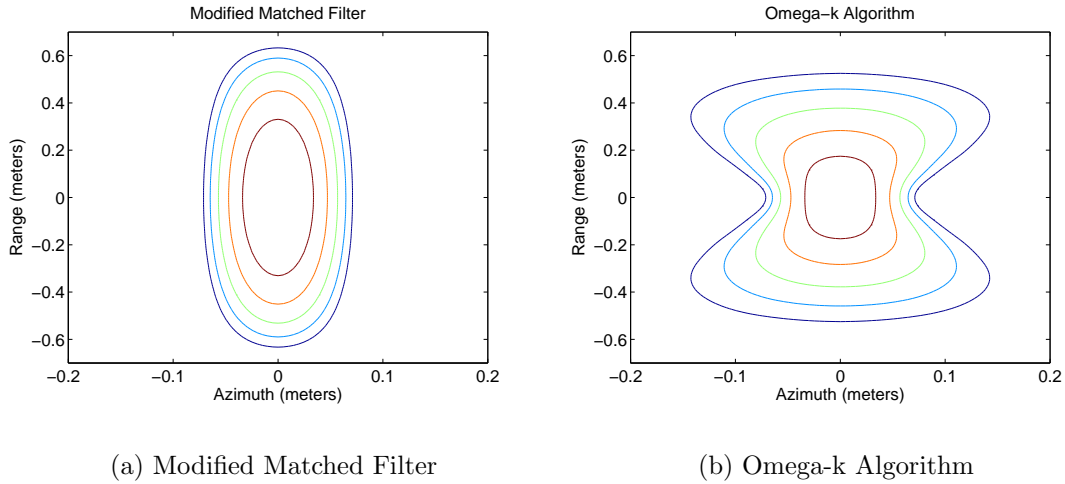 Modified Matched Filter
0.6
0.4
0.2
0
−0.2
−0.4
−0.6
Range (meters)
−0.2 −0.1 0 0.1 0.2
Azimuth (meters)
(a) Modified Matched Filter
Omega−k Algorithm
0.6
0.4
0.2
0
−0.2
−0.4
−0.6
Range (meters)
−0.2 −0.1 0 0.1 0.2
Azimuth (meters)
(b) Omega-k Algorithm